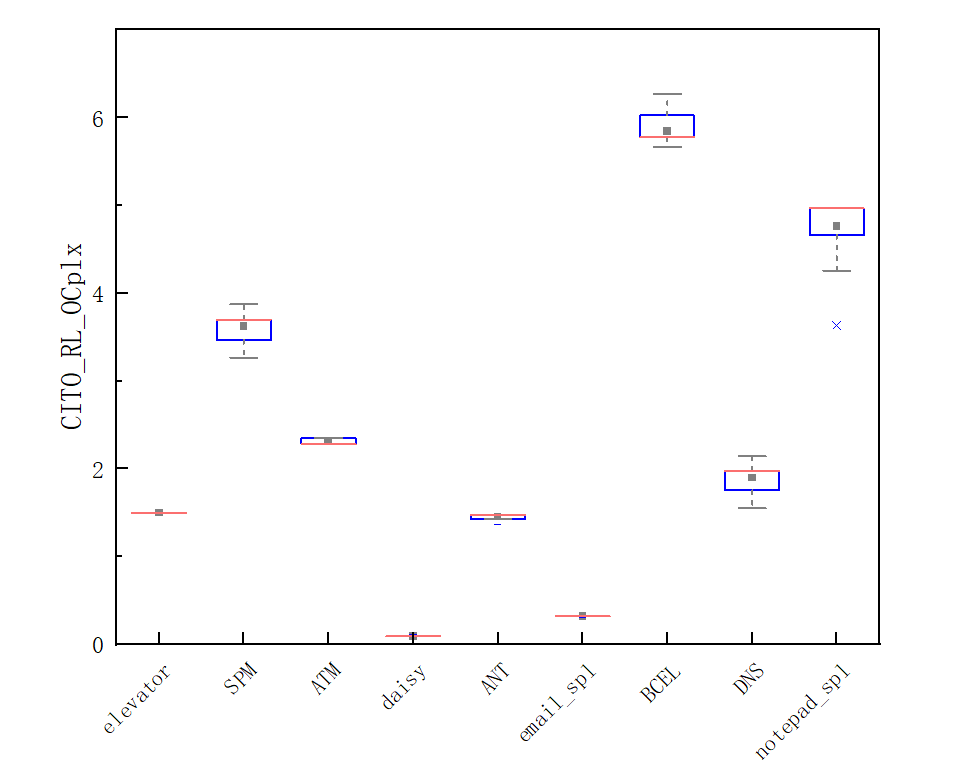 CITO_RL_OCplx
6
4
2
0
elevator
SPM
ATM
daisy
ANT
email_spl
BCEL
DNS
notepad_spl